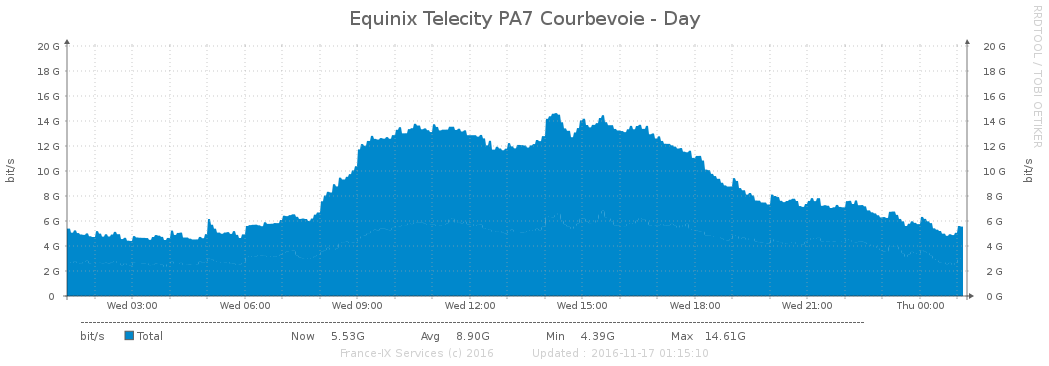 Equinix Telecity PA7 Courbevoie - Day
RRDTOOL / TOBI OETIKER
20 G 20 G
18 G 18 G
16 G 16 G
14 G 14 G
12 G 12 G
10 G 10 G
8 G 8 G
6 G 6 G
4 G 4 G
2 G 2 G
0 0 G
bit/s
bit/s
Wed 03:00 Wed 06:00 Wed 09:00 Wed 12:00 Wed 15:00 Wed 18:00 Wed 21:00 Thu 00:00
bit/s Total Now 5.53G Avg 8.90G Min 4.39G Max 14.61G
France-IX Services (c) 2016 Updated : 2016-11-17 01:15:10